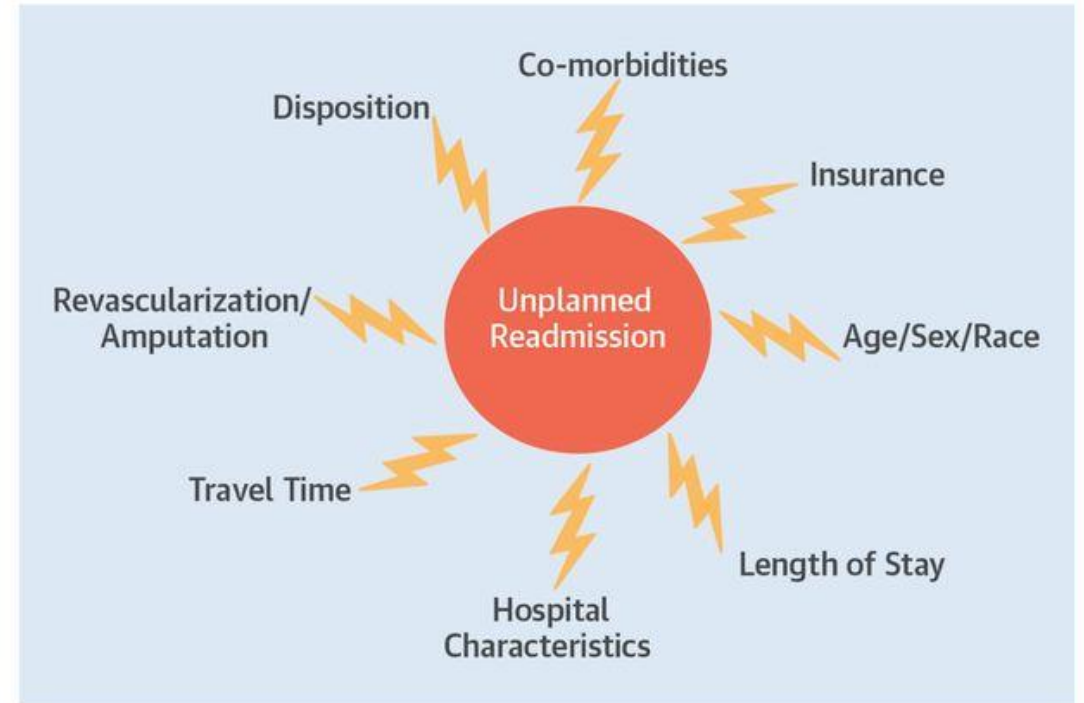 Co-morbidities
Disposition
Insurance
Revascularization/
Amputation
Unplanned
Readmission
Age/Sex/Race
Travel Time
Length of Stay
Hospital
Characteristics